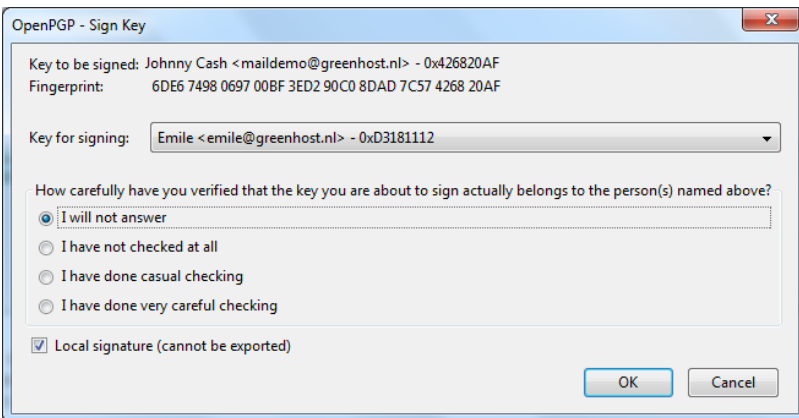 OpenPGP - Sign Key
Key to be signed: Johnny Cash <maildemo@greenhost.nl> - 0x426820AF
Fingerprint: 6DE6 7498 0697 00BF 3ED2 90C0 8DAD 7C57 4268 20AF
Key for signing: Emile <emile@greenhost.nl> - 0xD3181112
How carefully have you verified that the key you are about to sign actually belongs to the person(s) named above?
I will not answer
I have not checked at all
I have done casual checking
I have done very careful checking
Local signature (cannot be exported)
OK Cancel